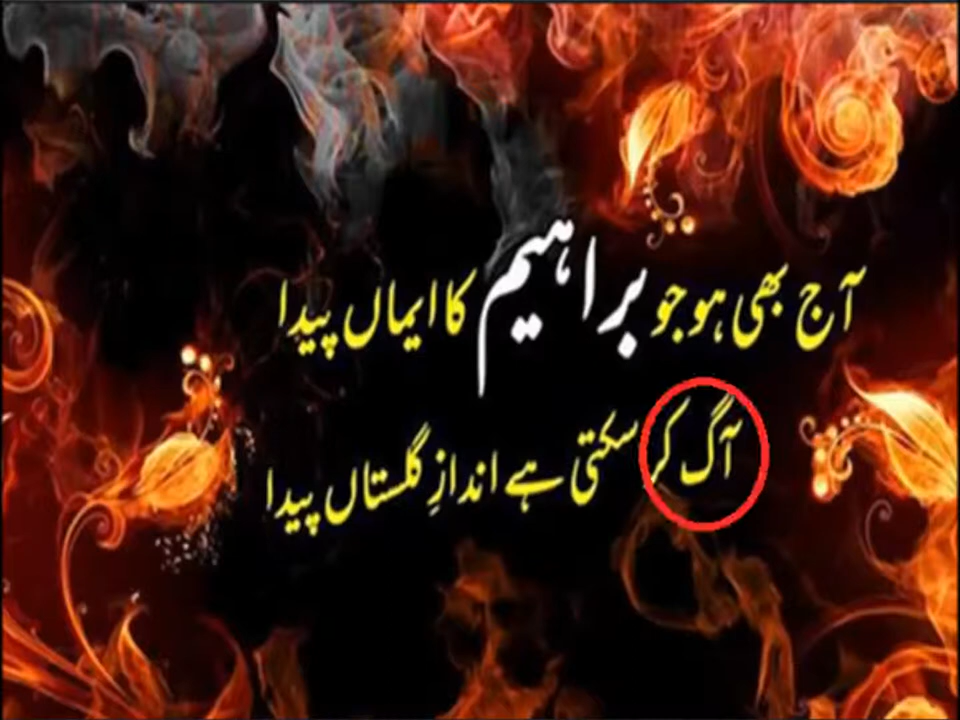 آج بھی ہو جو براہیم کا ایماں پیدا
آگ کر سکتی ہے اندازِ گلستاں پیدا